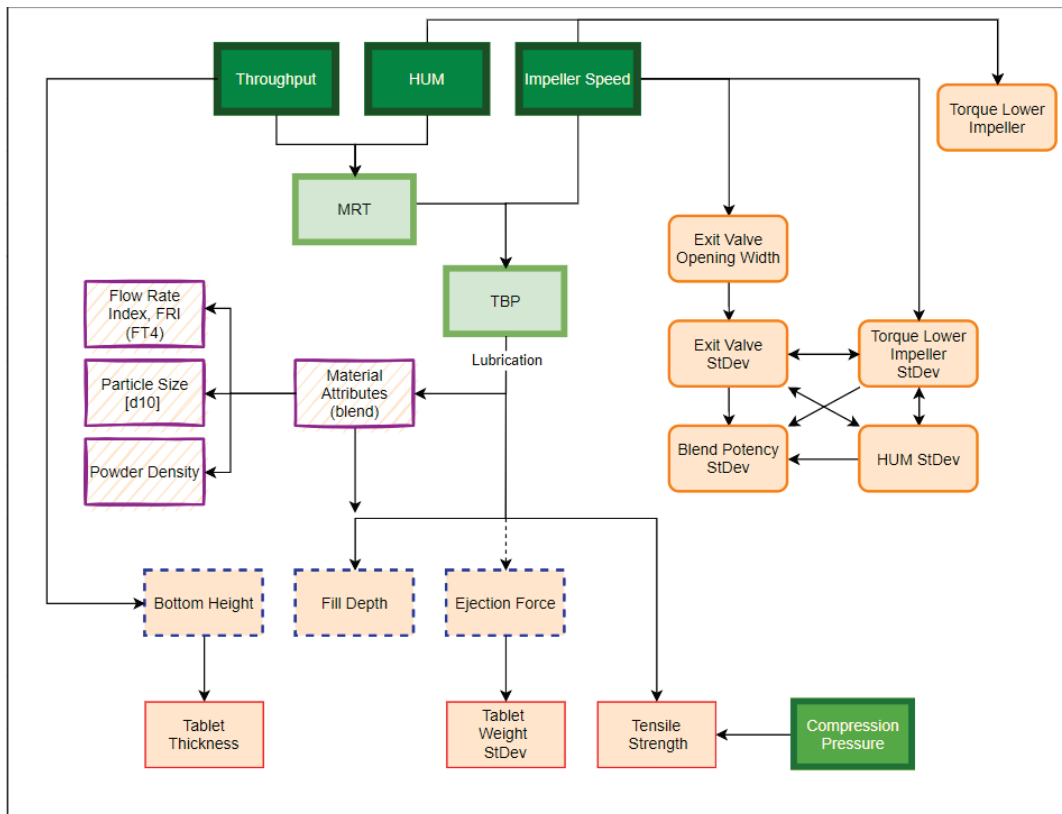 Throughput
HUM
Impeller Speed
Torque Lower
Impeller
MRT
Exit Valve
Opening Width
Flow Rate
Index, FRI
(FT4)
TBP
Lubrication
Exit Valve
StDev
Torque Lower
Impeller
StDev
Particle Size
[d10]
Material
Attributes
(blend)
Powder Density
Blend Potency
StDev
HUM StDev
Bottom Height
Fill Depth
Ejection Force
Tablet
Thickness
Tablet
Weight
StDev
Tensile
Strength
Compression
Pressure